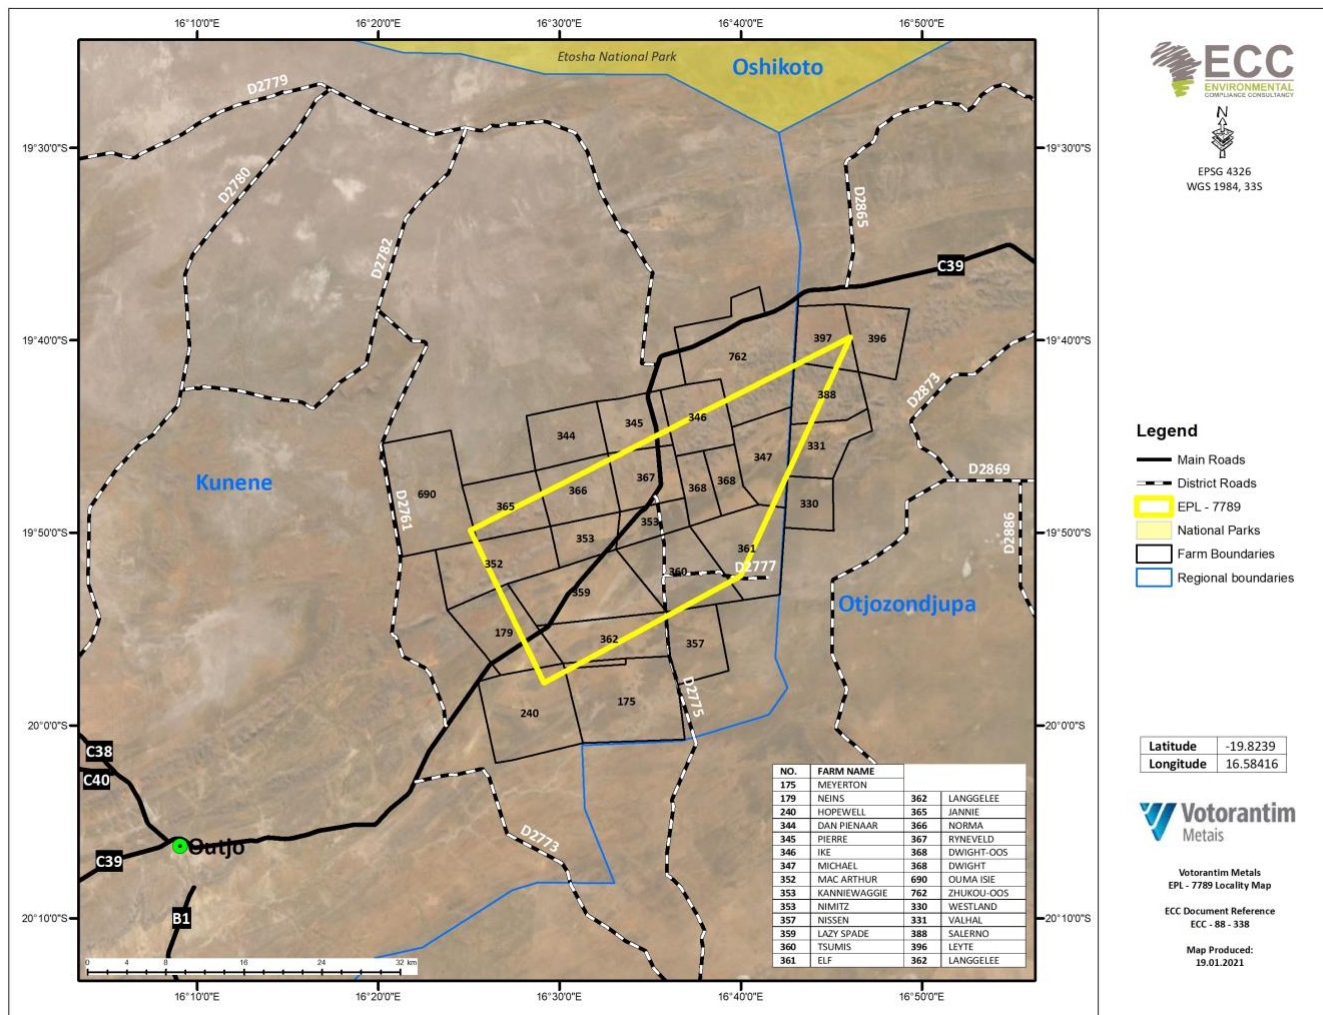 16°10'0"E 16°20'0"E 16°30'0"E 16°40'0"E 16°50'0"E
Etosha National Park
Oshikoto
D2779
19°30'0"S 19°30'0"S
D2780
D2865
D2782
C39
19°40'0"S 19°40'0"S
397 396
762
388
D2873
346
345
344
331
347
D2869
Kunene
367
368 368
366
690
365
330
353
D2761
D2886
19°50'0"S 19°50'0"S
353
361
352
360 D2777
359
Otjozondjupa
179 362 357
D2775
175
240
20°0'0"S 20°0'0"S
C38
C40
D2773
Outjo
C39
B1
20°10'0"S 20°10'0"S
0 4 8 16 24 32 km
16°10'0"E 16°20'0"E 16°30'0"E 16°40'0"E 16°50'0"E
NO. FARM NAME
175 MEYERTON
179 NEINS 362 LANGGELEE
240 HOPEWELL 365 JANNIE
344 DAN PIENAAR 366 NORMA
345 PIERRE 367 RYNEVELD
346 IKE 368 DWIGHT-OOS
347 MICHAEL 368 DWIGHT
352 MAC ARTHUR 690 OUMA ISIE
353 KANNIEWAGGIE 762 ZHUKOU-OOS
353 NIMITZ 330 WESTLAND
357 NISSEN 331 VALHAL
359 LAZY SPADE 388 SALERNO
360 TSUMIS 396 LEYTE
361 ELF 362 LANGGELEE
ECC
ENVIRONMENTAL
COMPLIANCE CONSULTANCY
N
EPSG 4326
WGS 1984, 33S
Legend
Main Roads
District Roads
EPL - 7789
National Parks
Farm Boundaries
Regional boundaries
Latitude -19.8239
Longitude 16.58416
Votorantim
Metais
Votorantim Metals
EPL - 7789 Locality Map
ECC Document Reference
ECC - 88 - 338
Map Produced:
19.01.2021